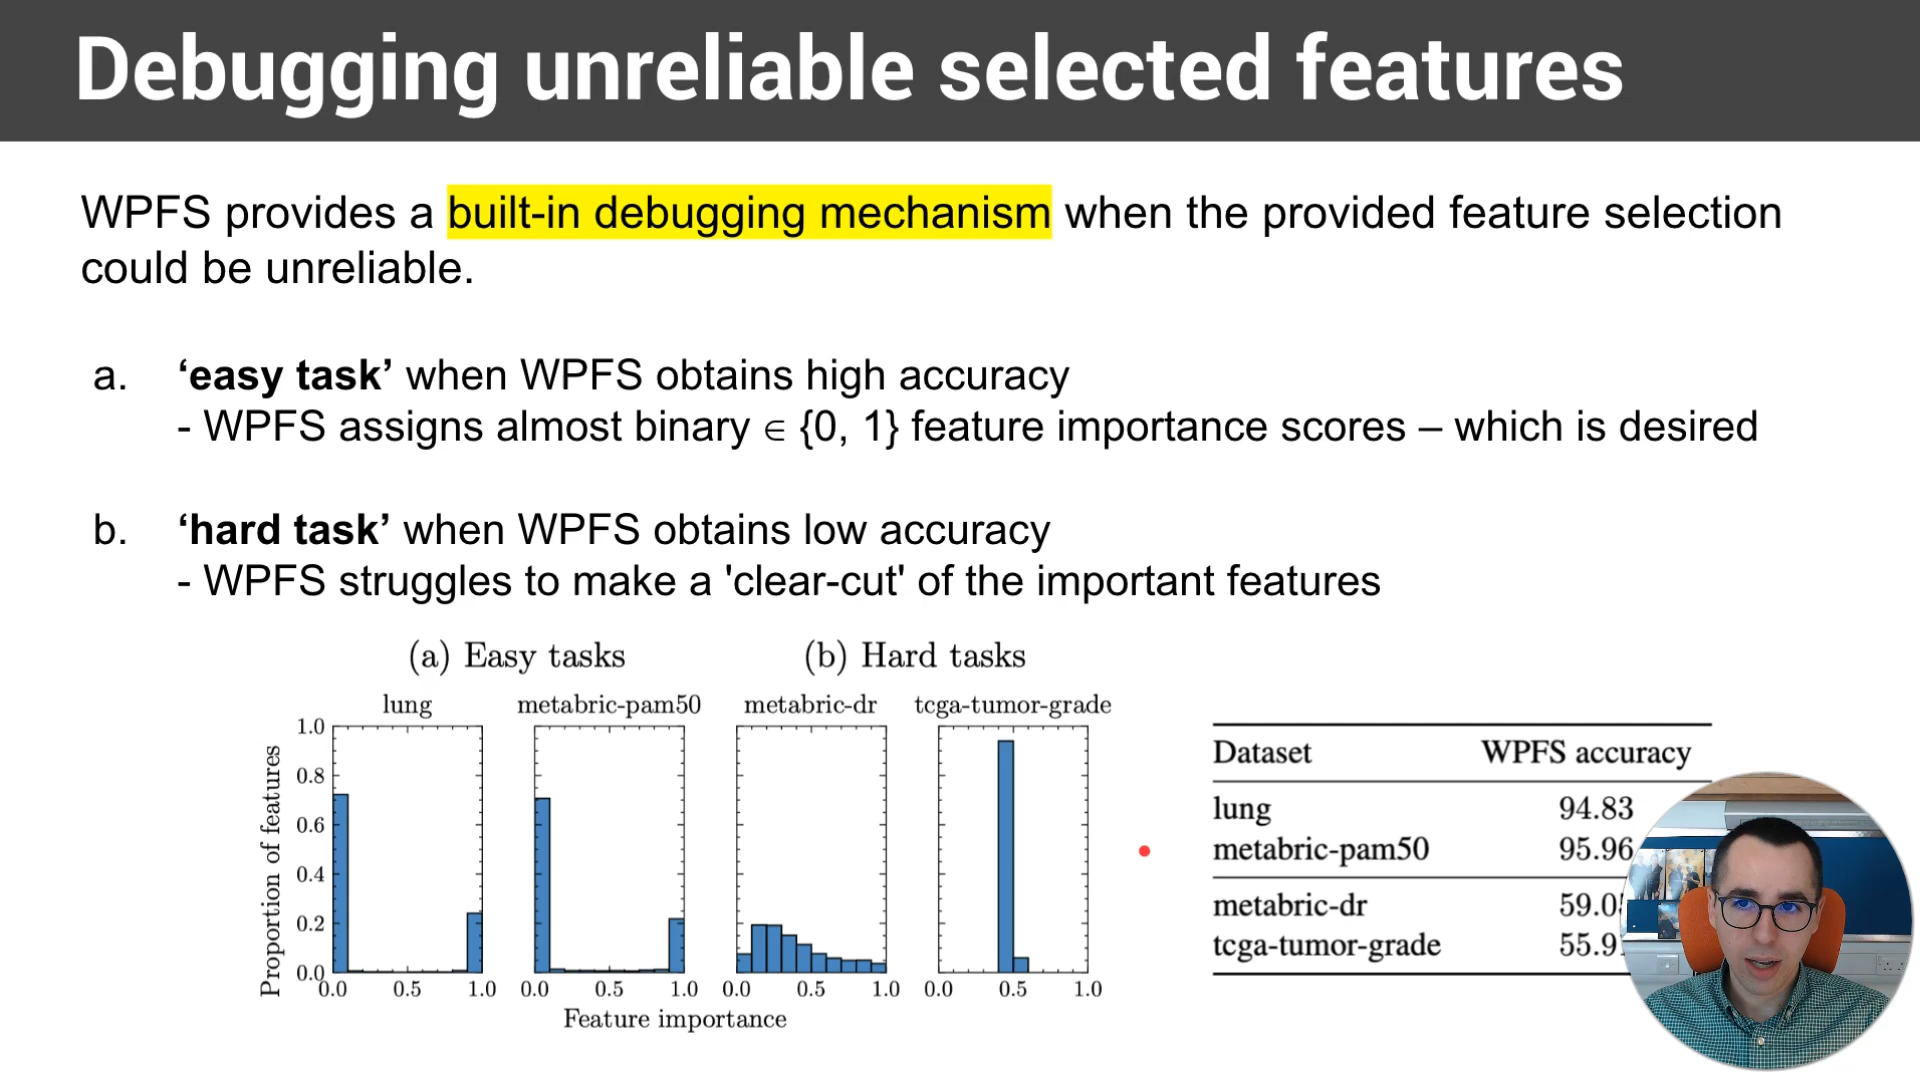 Debugging unreliable selected features
WPFS provides a built-in debugging mechanism when the provided feature selection
could be unreliable.
a. ‘easy task’ when WPFS obtains high accuracy
- WPFS assigns almost binary ∈ {0, 1} feature importance scores – which is desired
b. ‘hard task’ when WPFS obtains low accuracy
- WPFS struggles to make a 'clear-cut' of the important features
(a) Easy tasks (b) Hard tasks
lung metabric-pam50 metabric-dr tcga-tumor-grade
Proportion of features
1.0
0.8
0.6
0.4
0.2
0.0
0.0 0.5 1.0 0.0 0.5 1.0 0.0 0.5 1.0 0.0 0.5 1.0
Feature importance
Dataset WPFS accuracy
lung 94.83
metabric-pam50 95.96
metabric-dr
tcga-tumor-grade